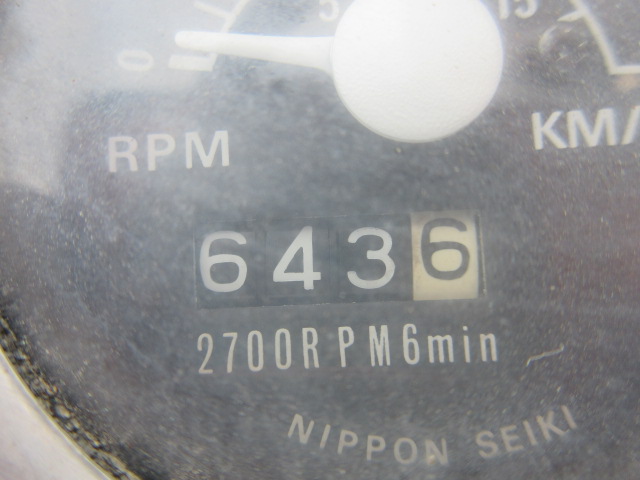 0 5 15
RPM KM/
6436
2700RPM6min
NIPPON SEIKI